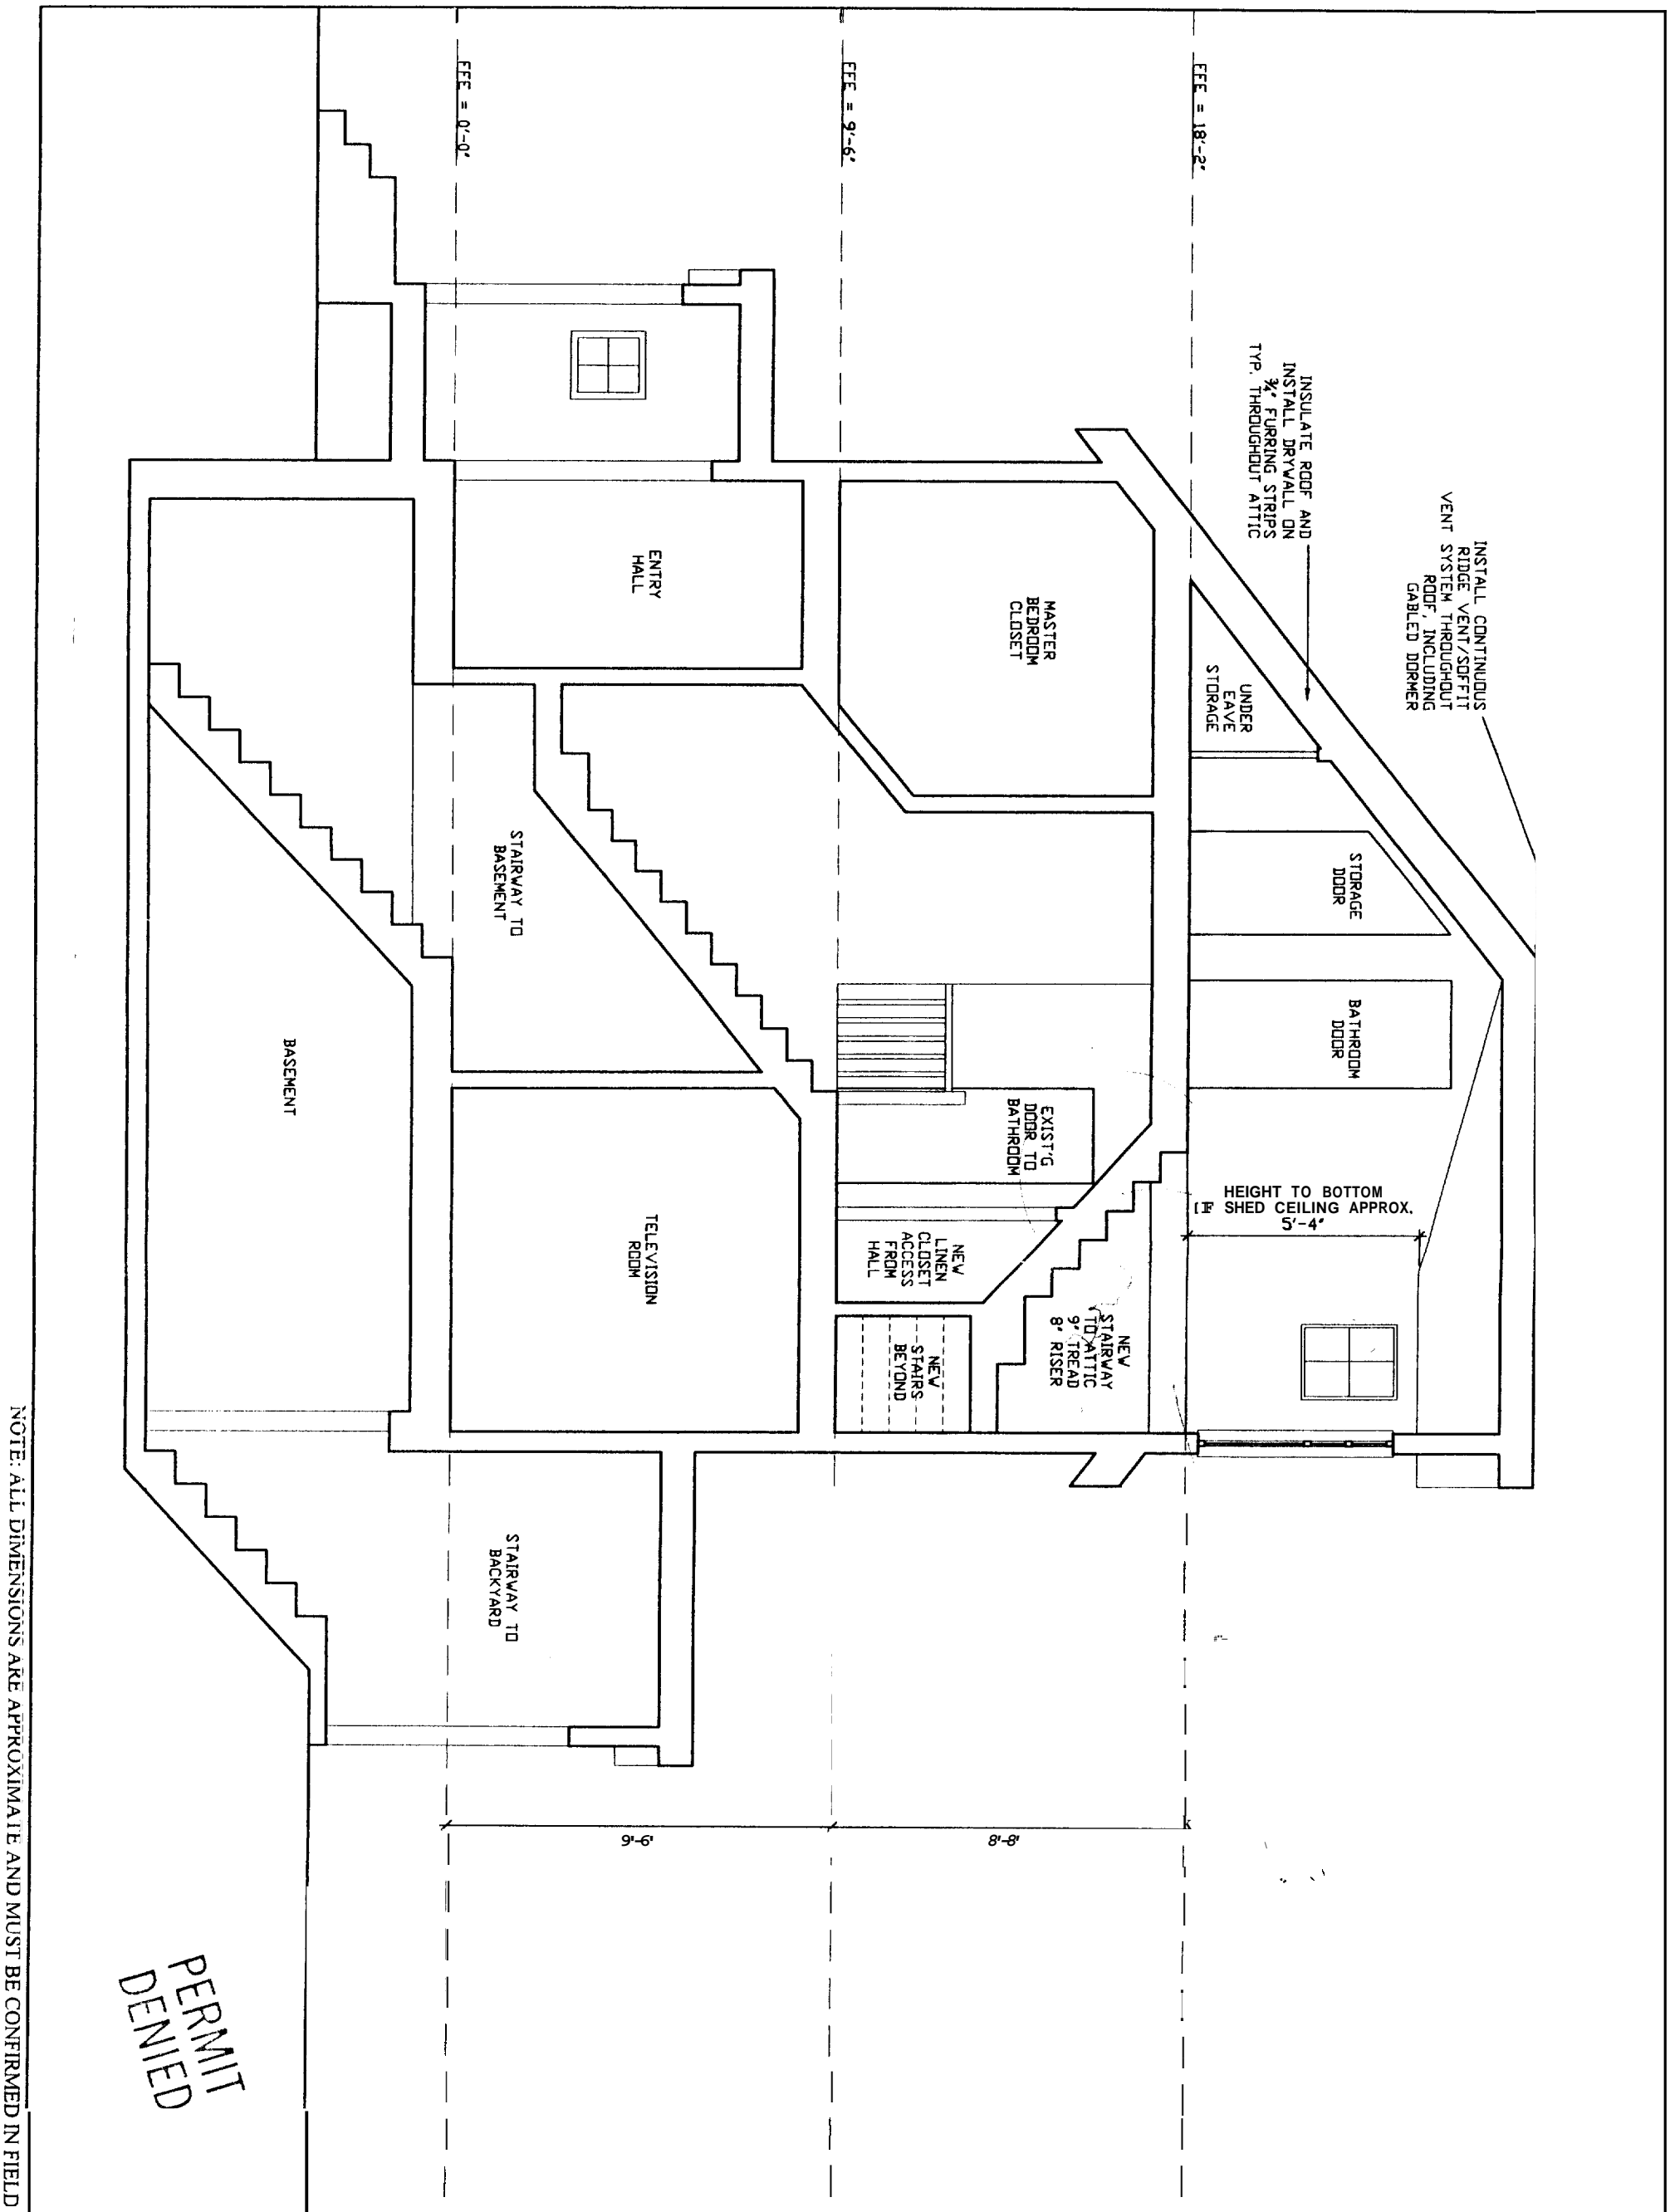 INSTALL CONTINUOUS
RIDGE VENT/SOFFIT
VENT SYSTEM THROUGHOUT
ROOF, INCLUDING
GABLED DORMER
INSULATE ROOF AND
INSTALL DRYWALL ON
3/4" FURRING STRIPS
TYP. THROUGHOUT ATTIC
FFE = 18'-2"
UNDER
EAVE
STORAGE
STORAGE
DOOR
BATHROOM
DOOR
HEIGHT TO BOTTOM
OF SHED CEILING APPROX.
5'-4"
NEW
STAIRWAY
TO ATTIC
9" TREAD
8" RISER
MASTER
BEDROOM
CLOSET
EXIST'G
DOOR TO
BATHROOM
NEW
LINEN
CLOSET
ACCESS
FROM
HALL
NEW
STAIRS
BEYOND
8'-8"
FFE = 9'-6"
ENTRY
HALL
STAIRWAY TO
BASEMENT
TELEVISION
ROOM
STAIRWAY TO
BACKYARD
9'-6"
FFE = 0'-0"
BASEMENT
PERMIT
DENIED
NOTE: ALL DIMENSIONS ARE APPROXIMATE AND MUST BE CONFIRMED IN FIELD